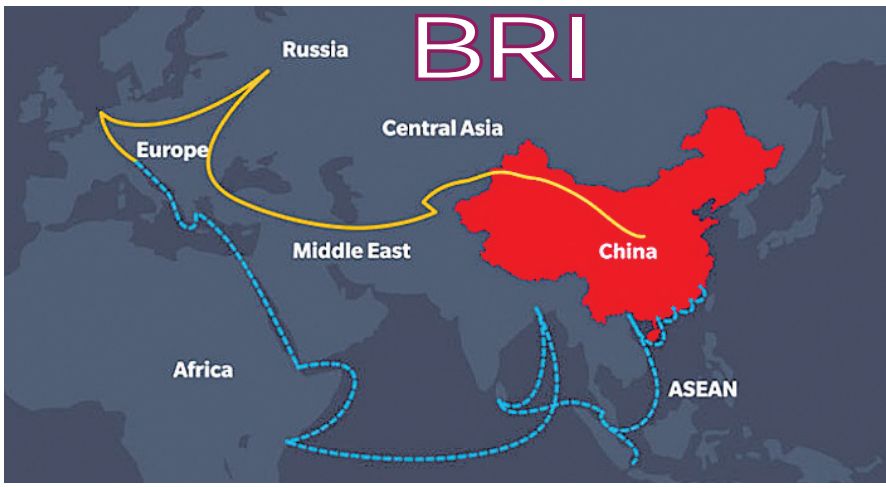 BRI
Russia
Central Asia
Europe
Middle East
China
Africa
ASEAN